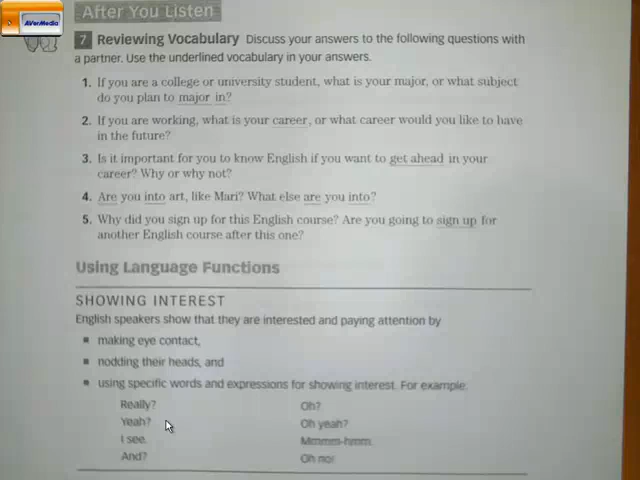 After You Listen
AVerMedia
7 Reviewing Vocabulary Discuss your answers to the following questions with
a partner. Use the underlined vocabulary in your answers.
1. If you are a college or university student, what is your major, or what subject
do you plan to major in?
2. If you are working, what is your career, or what career would you like to have
in the future?
3. Is it important for you to know English if you want to get ahead in your
career? Why or why not?
4. Are you into art, like Mari? What else are you into?
5. Why did you sign up for this English course? Are you going to sign up for
another English course after this one?
Using Language Functions
SHOWING INTEREST
English speakers show that they are interested and paying attention by
■ making eye contact,
■ nodding their heads, and
■ using specific words and expressions for showing interest. For example:
Really? Oh?
Yeah? Oh yeah?
I see. Mmmm-hmm.
And? Oh no!